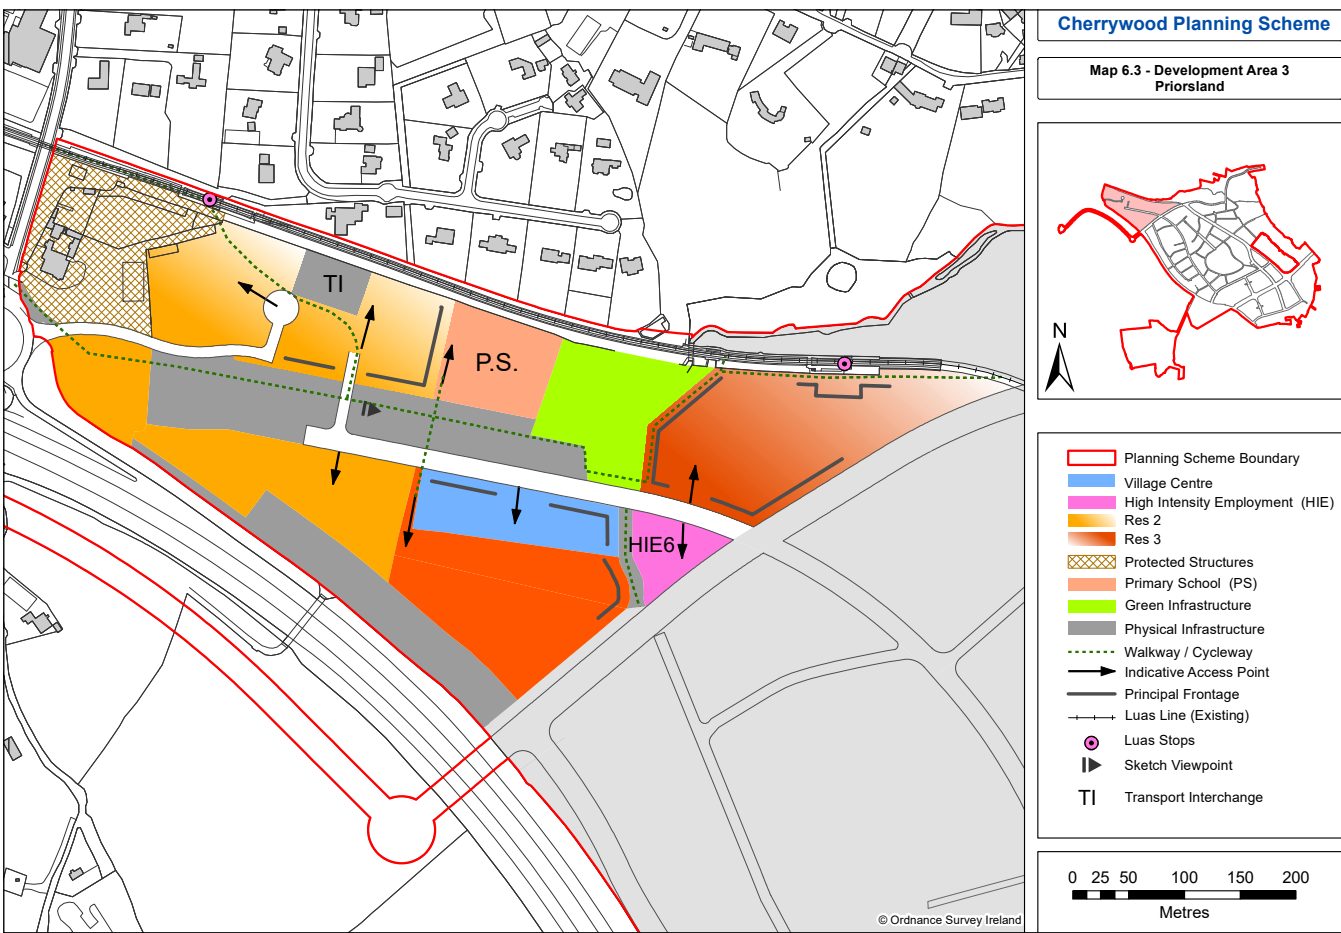 Cherrywood Planning Scheme
Map 6.3 - Development Area 3
Priorsland
N
TI
P.S.
HIE6
Planning Scheme Boundary
Village Centre
High Intensity Employment (HIE)
Res 2
Res 3
Protected Structures
Primary School (PS)
Green Infrastructure
Physical Infrastructure
Walkway / Cycleway
Indicative Access Point
Principal Frontage
Luas Line (Existing)
Luas Stops
Sketch Viewpoint
TI Transport Interchange
0 25 50 100 150 200
Metres
© Ordnance Survey Ireland